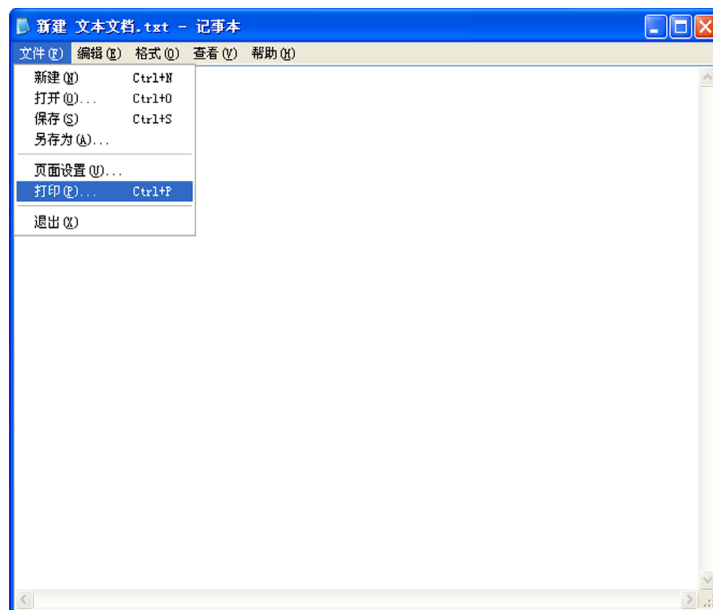 新建 文本文档.txt - 记事本
文件(F) 编辑(E) 格式(O) 查看(V) 帮助(H)
新建(N) Ctrl+N
打开(O)... Ctrl+O
保存(S) Ctrl+S
另存为(A)...
页面设置(U)...
打印(P)... Ctrl+P
退出(X)